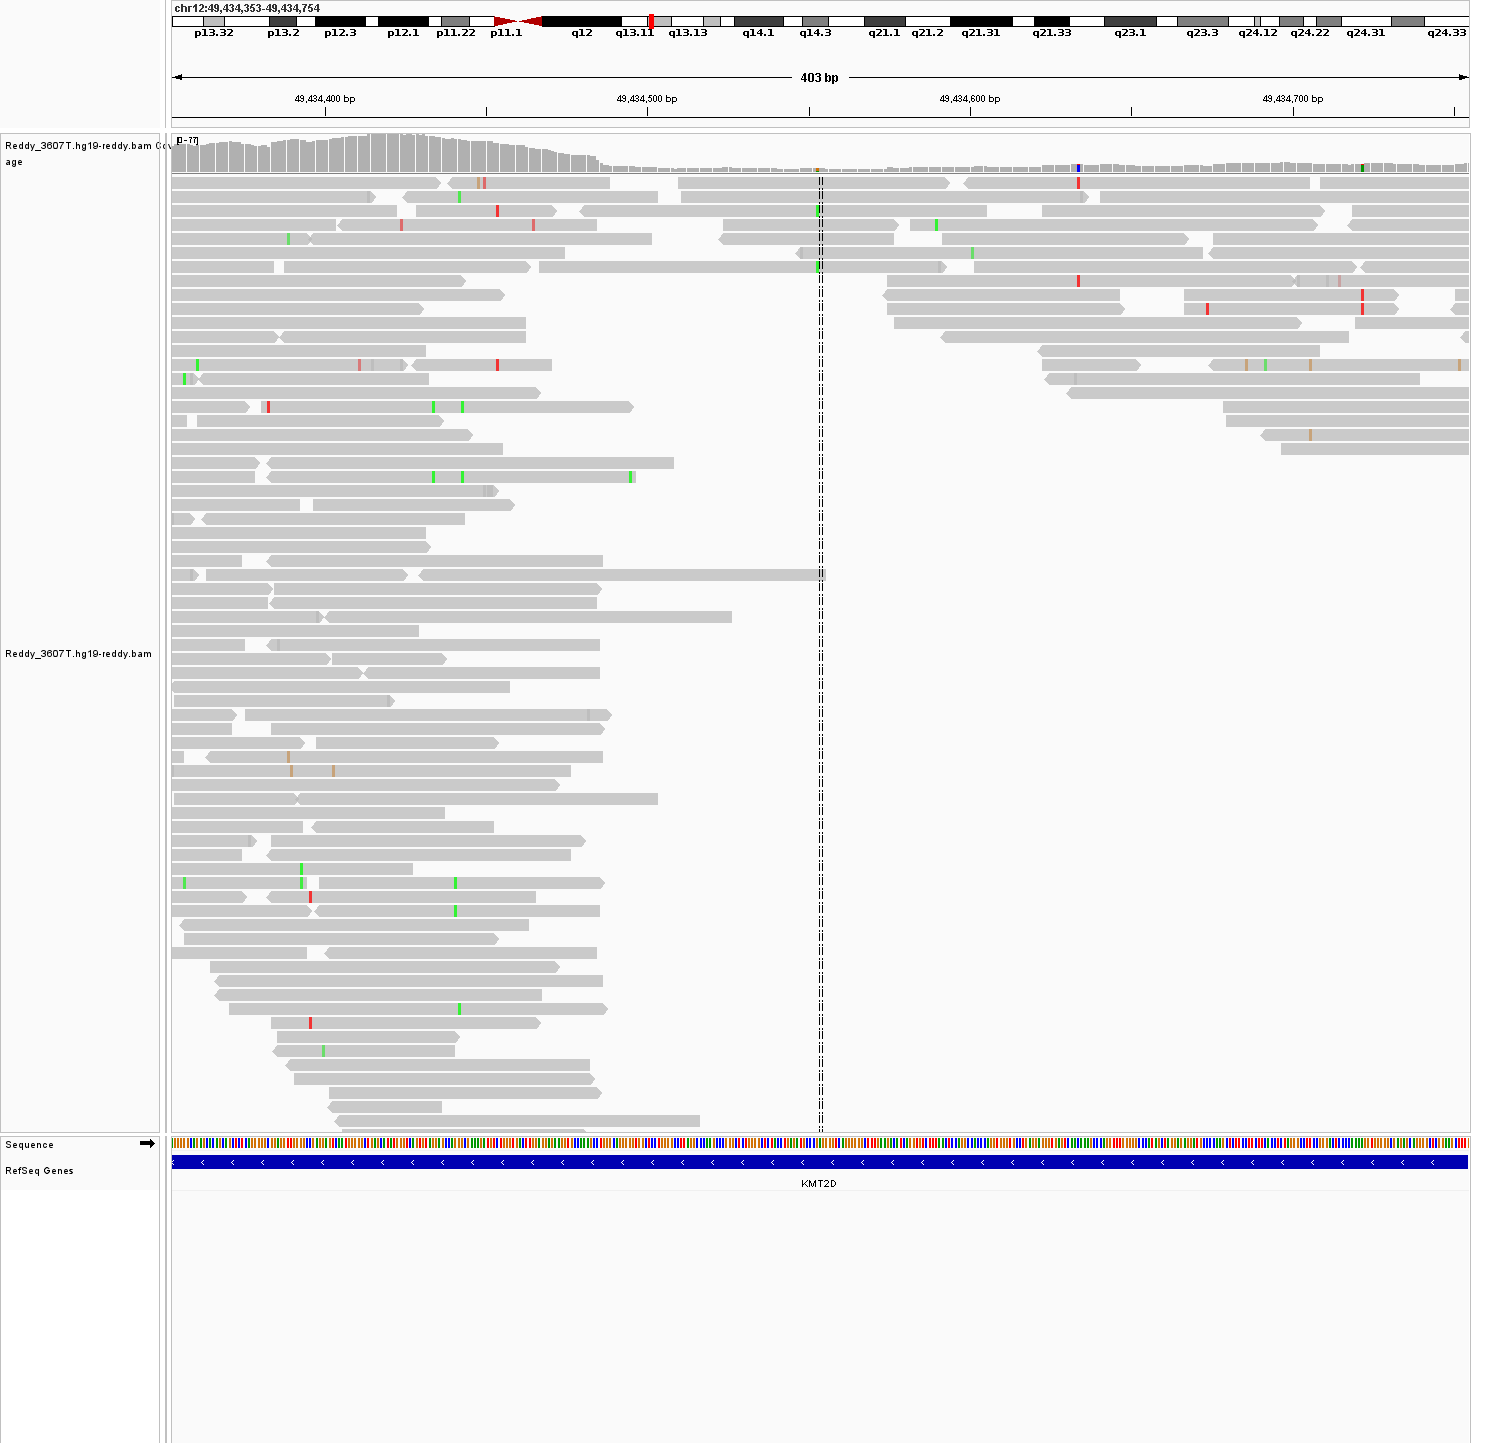 chr12:49,434,353-49,434,754
p13.32 p13.2 p12.3 p12.1 p11.22 p11.1 q12 q13.11 q13.13 q14.1 q14.3 q21.1 q21.2 q21.31 q21.33 q23.1 q23.3 q24.12 q24.22 q24.31 q24.33
403 bp
49,434,400 bp 49,434,500 bp 49,434,600 bp 49,434,700 bp
[0-77]
Reddy_3607T.hg19-reddy.bam Cov
age
Reddy_3607T.hg19-reddy.bam
Sequence
RefSeq Genes
KMT2D